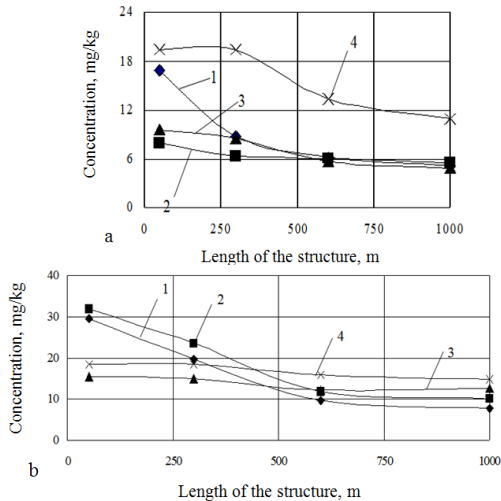 24
18
12
6
0
Concentration, mg/kg
1
3
4
2
0 250 500 750 1000
a
Length of the structure, m
40
30
20
10
0
Concentration, mg/kg
1
2
4
3
0 250 500 750 1000
b
Length of the structure, m